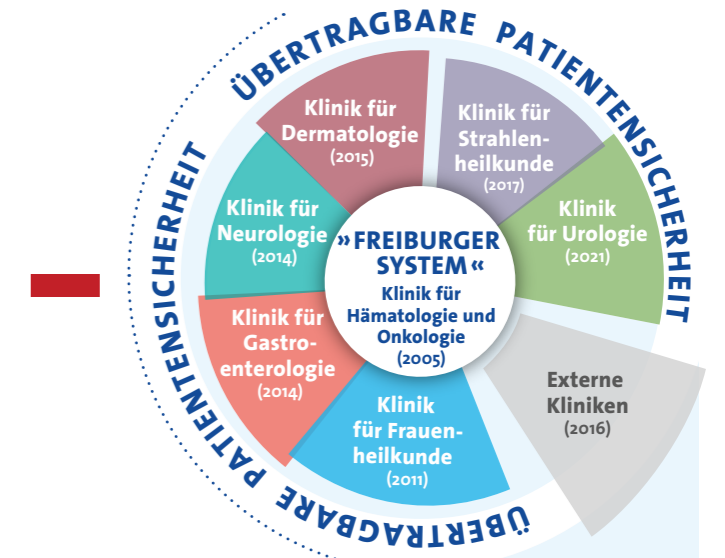 ÜBERTRAGBARE PATIENTENSICHERHEIT
ÜBERTRAGBARE PATIENTENSICHERHEIT
Klinik für
Dermatologie
(2015)
Klinik für
Strahlen-
heilkunde
(2017)
Klinik für
Neurologie
(2014)
Klinik
für Urologie
(2021)
»FREIBURGER
SYSTEM«
Klinik für
Hämatologie und
Onkologie
(2005)
Klinik für
Gastro-
enterologie
(2014)
Externe
Kliniken
(2016)
Klinik
für Frauen-
heilkunde
(2011)